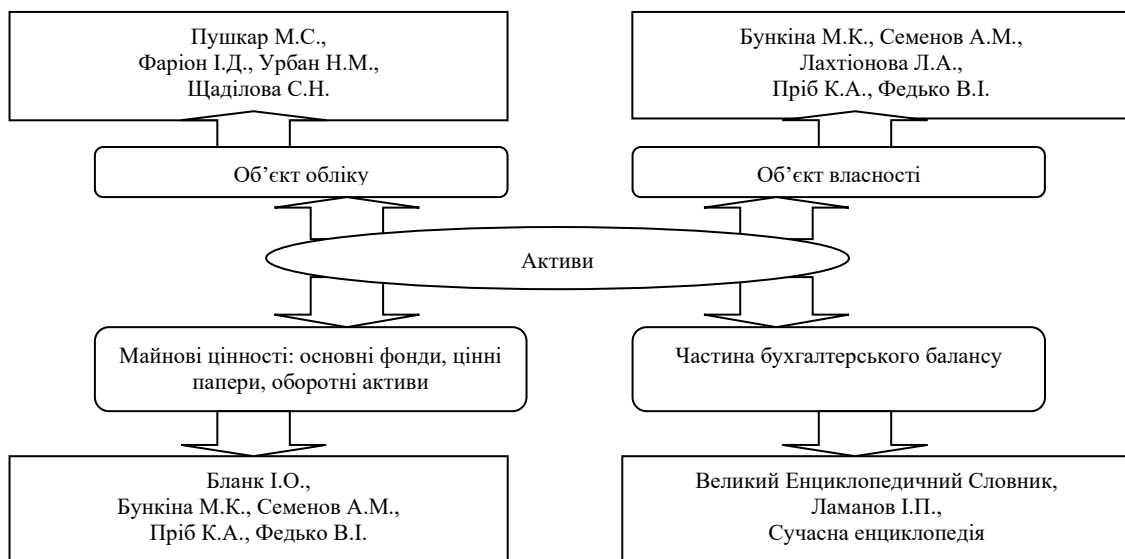 Пушкар М.С.,
Фаріон І.Д., Урбан Н.М.,
Щаділова С.Н.
Бункіна М.К., Семенов А.М.,
Лахтіонова Л.А.,
Пріб К.А., Федько В.І.
Об’єкт обліку
Об’єкт власності
Активи
Майнові цінності: основні фонди, цінні
папери, оборотні активи
Частина бухгалтерського балансу
Бланк І.О.,
Бункіна М.К., Семенов А.М.,
Пріб К.А., Федько В.І.
Великий Енциклопедичний Словник,
Ламанов І.П.,
Сучасна енциклопедія